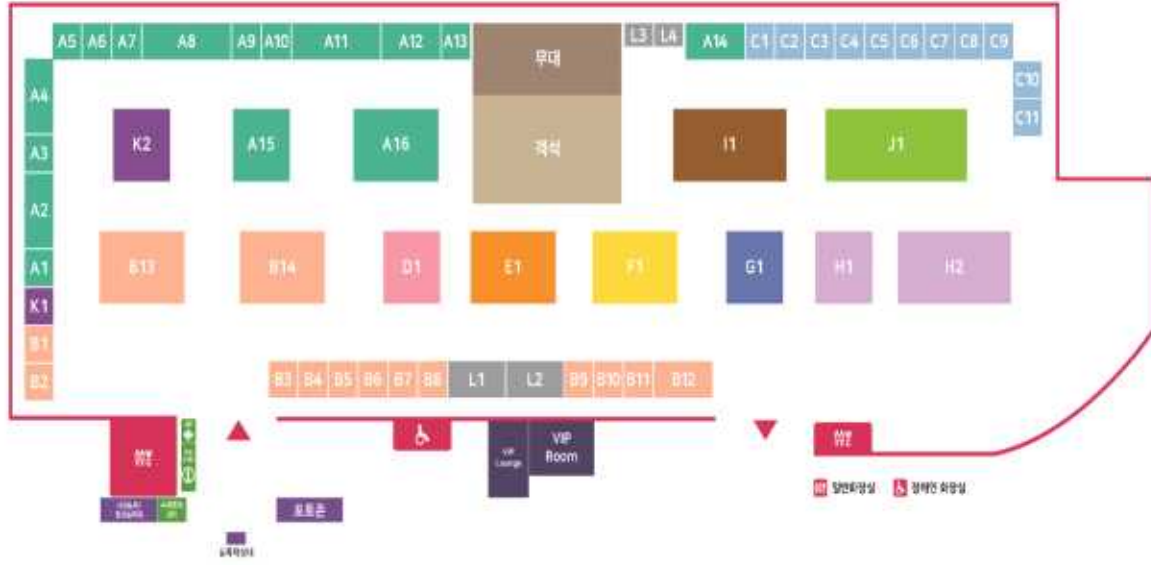 A5 A6 A7 A8 A9 A10 A11 A12 A13
무대
L3 L4 A14 C1 C2 C3 C4 C5 C6 C7 C8 C9
A4
C10
C11
A3
K2 A15 A16
객석
I1 J1
A2
A1
B13 B14 D1 E1 F1 G1 H1 H2
K1
B1
B2
B3 B4 B5 B6 B7 B8 L1 L2 B9 B10 B11 B12
VIP
Lounge
VIP
Room
일반화장실 장애인 화장실
포토존